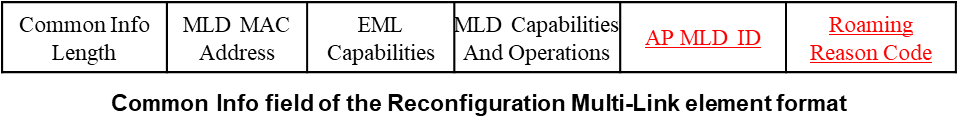 Common Info
Length
MLD MAC
Address
EML
Capabilities
MLD Capabilities
And Operations
AP MLD ID
Roaming
Reason Code
Common Info field of the Reconfiguration Multi-Link element format